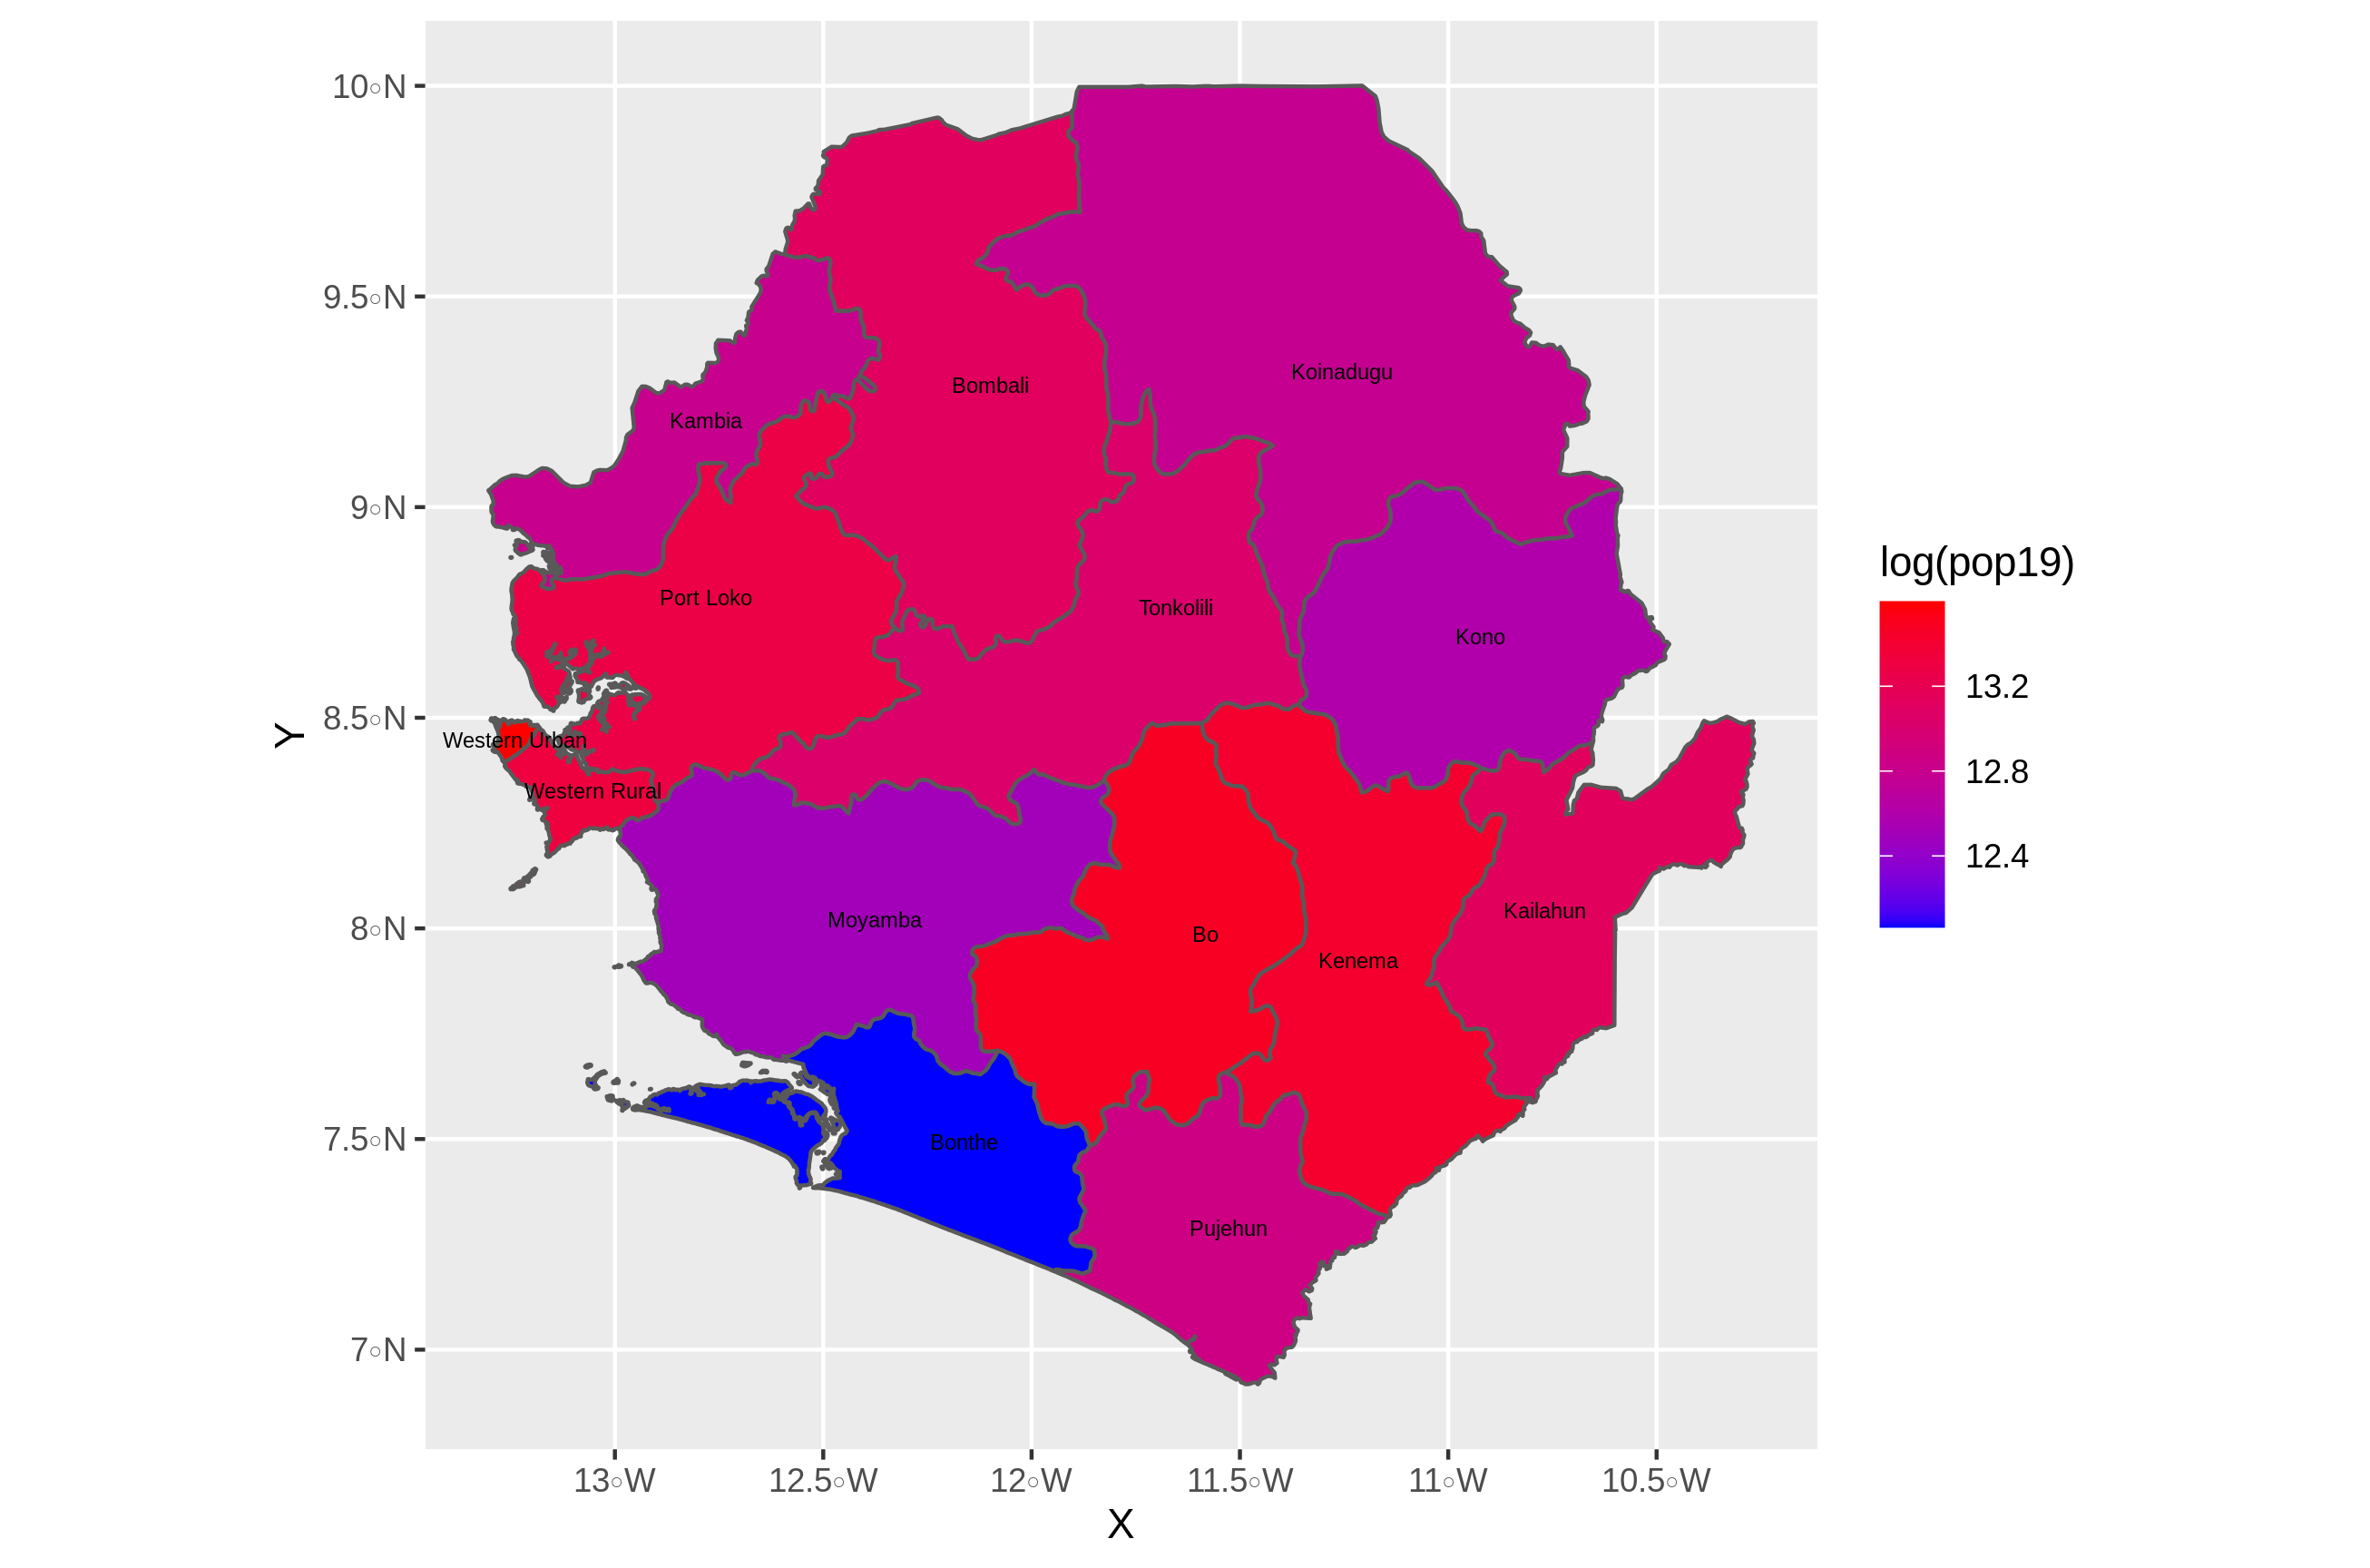 10◦N
9.5◦N
9◦N
8.5◦N
8◦N
7.5◦N
7◦N
Y
Koinadugu
Bombali
Kambia
Port Loko
Tonkolili
Kono
Western Urban
Western Rural
Kailahun
Moyamba
Bo
Kenema
Bonthe
Pujehun
13◦W
12.5◦W
12◦W
11.5◦W
11◦W
10.5◦W
X
log(pop19)
13.2
12.8
12.4